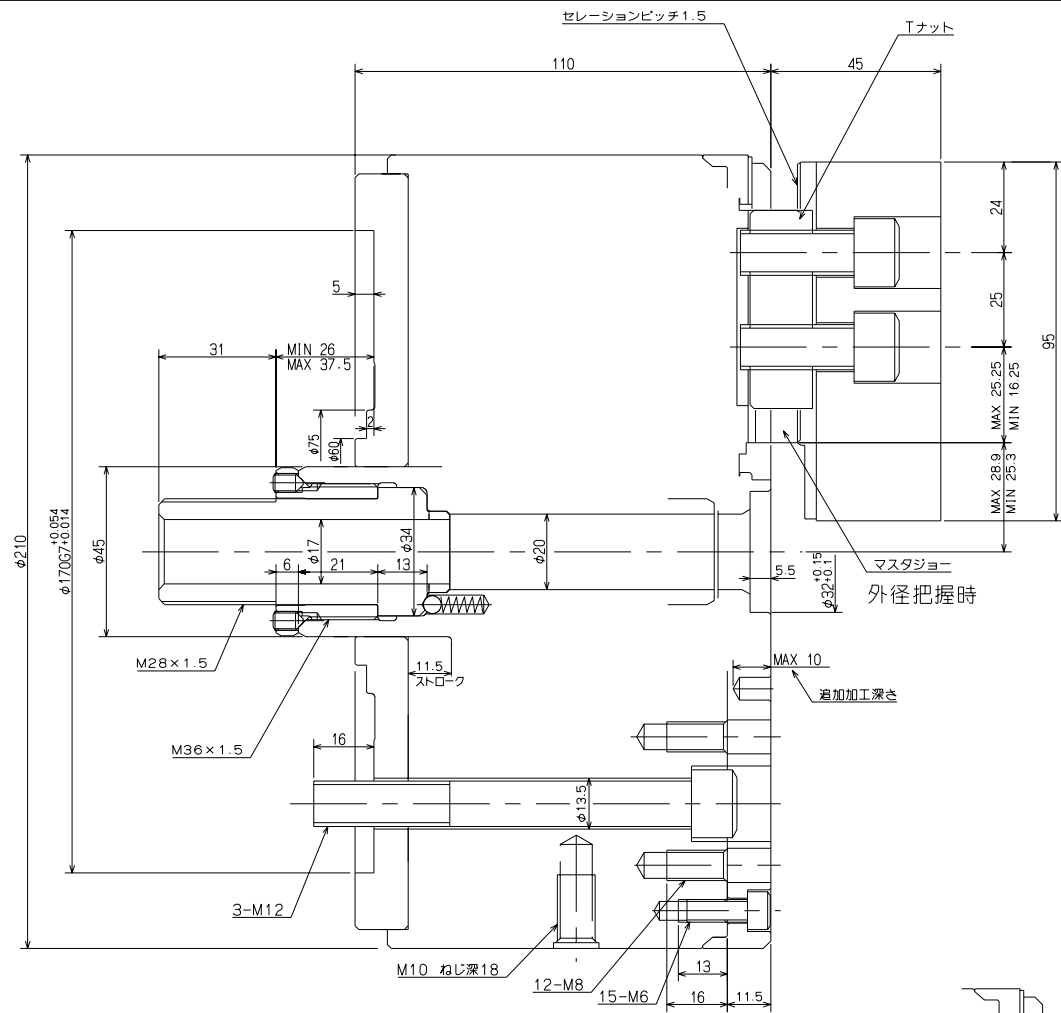 セレーションピッチ1.5
Tナット
110
45
24
5
25
95
31
MIN 26
MAX 37.5
MAX 25.25
MIN 16.25
2
φ75
φ60
MAX 28.9
MIN 25.3
φ210
φ170G7+0.054
+0.014
φ45
φ34
φ17
φ20
6
21
13
5.5
φ32+0.15
+0.1
マスタジョー
外径把握時
M28×1.5
11.5
ストローク
MAX 10
追加加工深さ
M36×1.5
16
φ13.5
3-M12
M10 ねじ深18
12-M8
15-M6
13
16
11.5